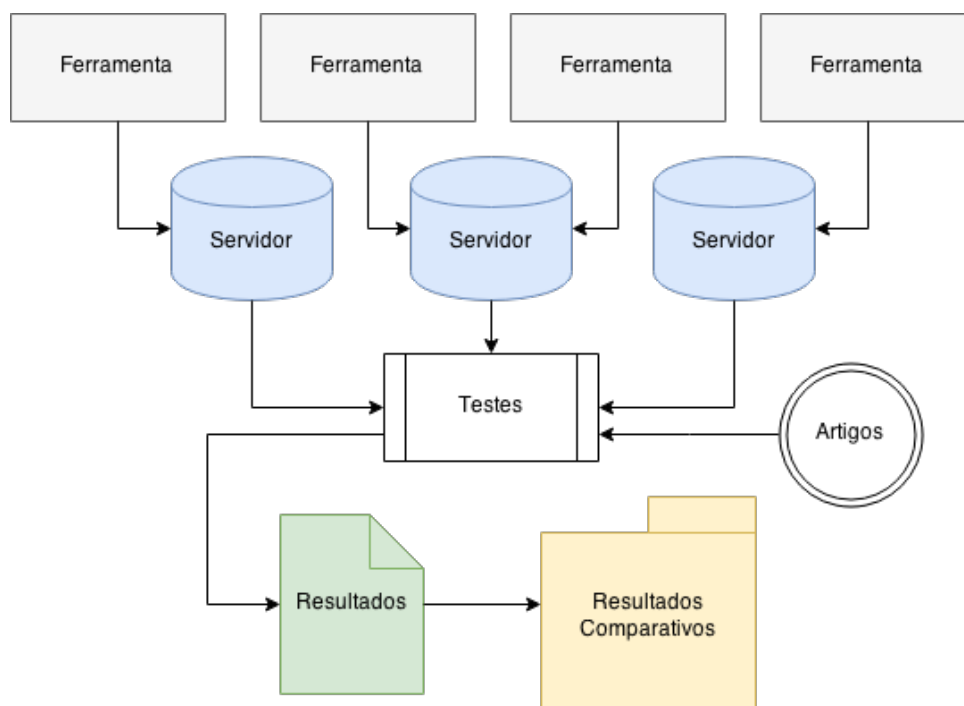 Ferramenta
Ferramenta
Ferramenta
Ferramenta
Servidor
Servidor
Servidor
Testes
Artigos
Resultados
Resultados
Comparativos